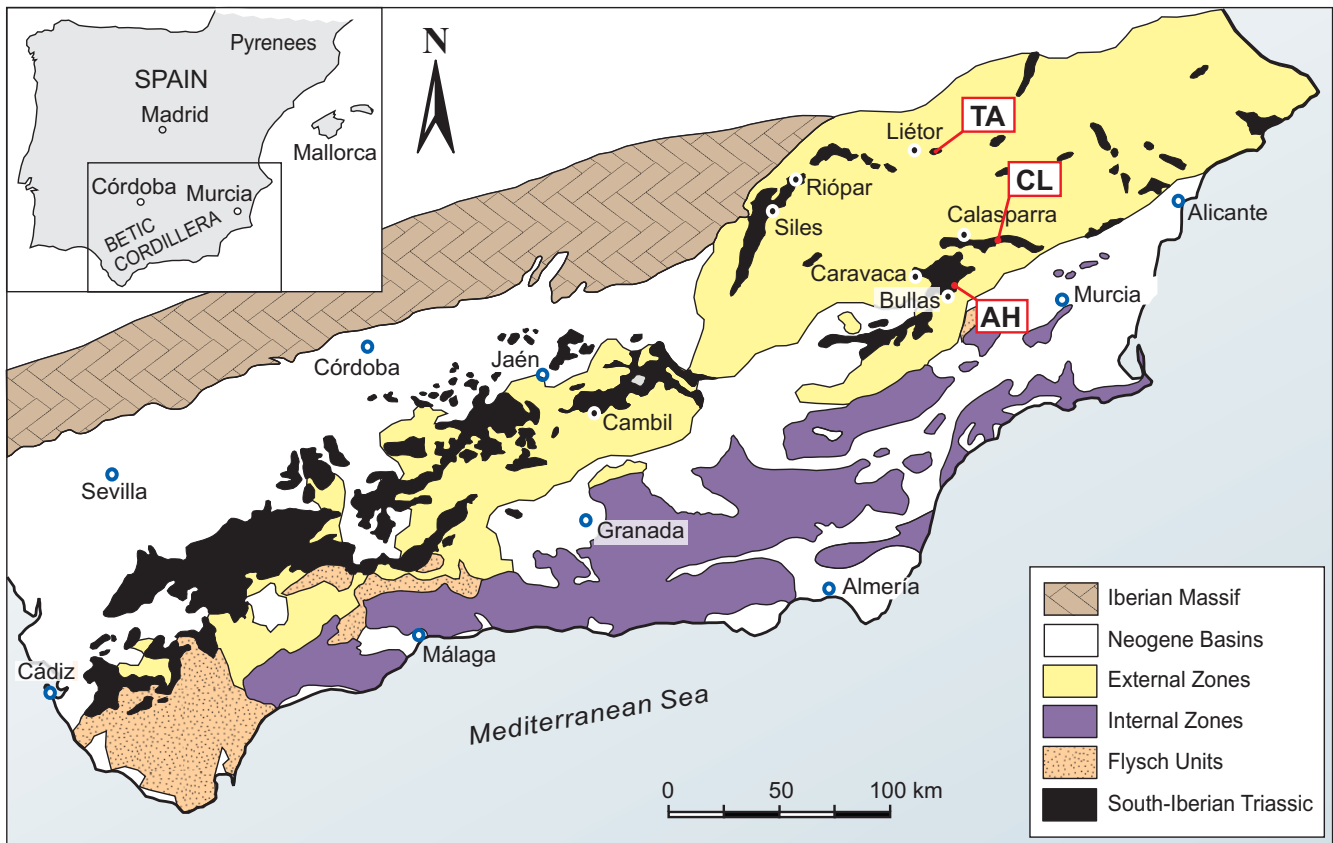 Pyrenees
SPAIN
Madrid
Mallorca
Córdoba
Murcia
BETIC
CORDILLERA
N
TA
Liétor
CL
Riópar
Siles
Calasparra
Alicante
Caravaca
Bullas
Murcia
AH
Córdoba
Jaén
Cambil
Sevilla
Granada
Almería
Málaga
Cádiz
Mediterranean Sea
0 50 100 km
Iberian Massif
Neogene Basins
External Zones
Internal Zones
Flysch Units
South-Iberian Triassic